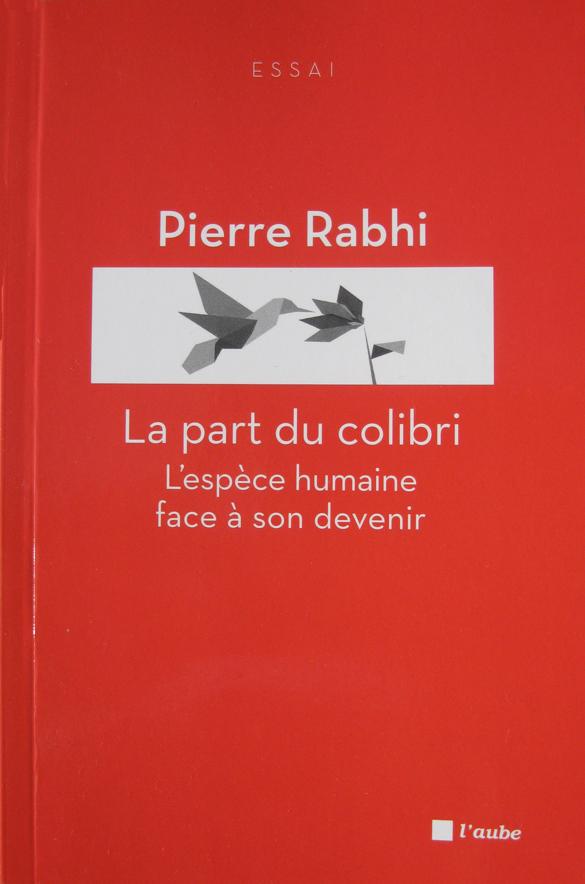 ESSAI
Pierre Rabhi
La part du colibri
L'espèce humaine
face à son devenir
l'aube